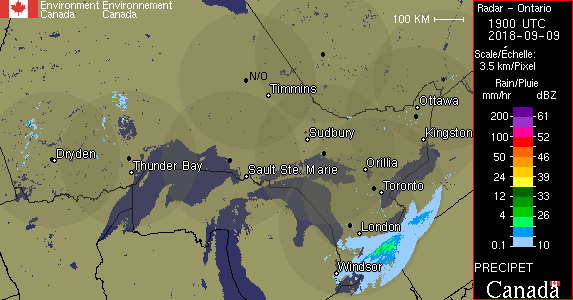 Environment Environnement
Canada Canada
100 KM
N/O
Timmins
Ottawa
Sudbury
Kingston
Dryden
Thunder Bay
Sault Ste. Marie
Orillia
Toronto
London
Windsor
Radar - Ontario
1900 UTC
2018-09-09
Scale/Échelle:
3.5 km/Pixel
Rain/Pluie
mm/hr dBZ
200 61
100 52
50 46
24 39
12 33
4 26
0.1 10
PRECIPET
Canada